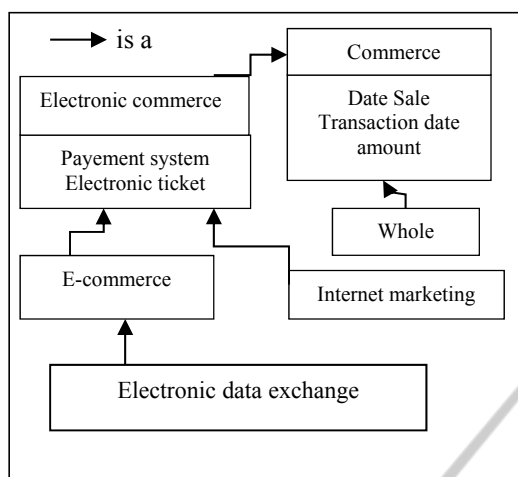 is a
Commerce
Electronic commerce
Date Sale
Transaction date
amount
Payement system
Electronic ticket
Whole
E-commerce
Internet marketing
Electronic data exchange